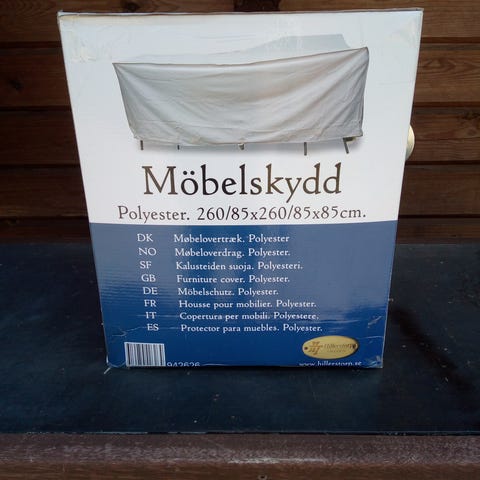 Möbelskydd
Polyester. 260/85x260/85x85cm.
DK Møbelovertræk. Polyester
NO Møbeloverdrag. Polyester.
SF Kalusteiden suoja. Polyesteri.
GB Furniture cover. Polyester.
DE Möbelschutz. Polyester.
FR Housse pour mobilier. Polyester.
IT Copertura per mobili. Polyestere.
ES Protector para muebles. Polyester.
Hillerstorp
942626
www.hillerstorp.se